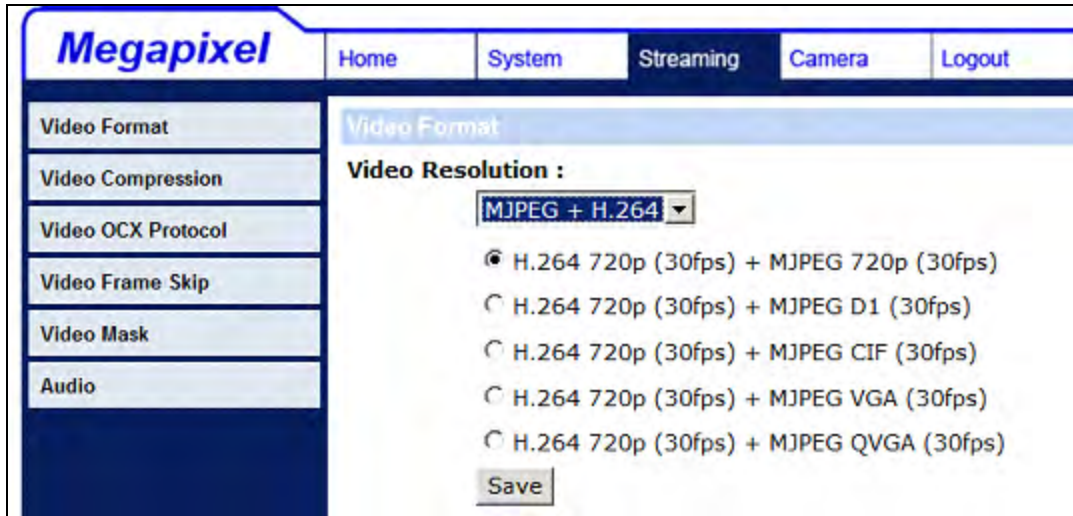 Megapixel
Home System Streaming Camera Logout
Video Format
Video Compression
Video OCX Protocol
Video Frame Skip
Video Mask
Audio
Video Format
Video Resolution :
MJPEG + H.264
H.264 720p (30fps) + MJPEG 720p (30fps)
H.264 720p (30fps) + MJPEG D1 (30fps)
H.264 720p (30fps) + MJPEG CIF (30fps)
H.264 720p (30fps) + MJPEG VGA (30fps)
H.264 720p (30fps) + MJPEG QVGA (30fps)
Save